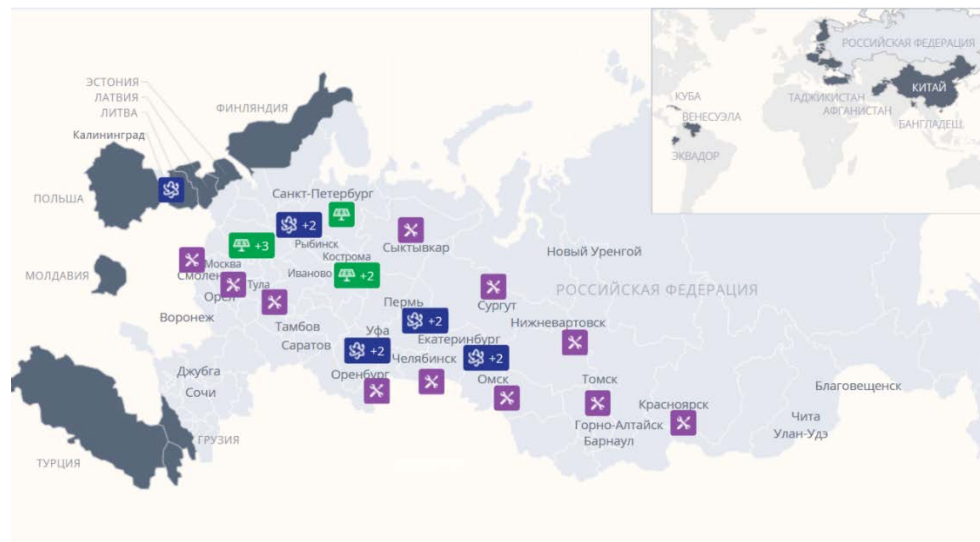 ЭСТОНИЯ
ЛАТВИЯ
ЛИТВА
Калининград
ФИНЛЯНДИЯ
ПОЛЬША
Санкт-Петербург
+2
Рыбинск
Сыктывкар
+3
Москва
Кострома
Иваново
+2
МОЛДАВИЯ
Орел
Тула
Воронеж
Тамбов
Саратов
Новый Уренгой
РОССИЙСКАЯ ФЕДЕРАЦИЯ
Сургут
Нижневартовск
Пермь
+2
Екатеринбург
Уфа
+2
Челябинск
+2
Оренбург
Омск
Томск
Красноярск
Горно-Алтайск
Барнаул
Благовещенск
Чита
Улан-Удэ
Джубга
Сочи
ГРУЗИЯ
ТУРЦИЯ
РОССИЙСКАЯ ФЕДЕРАЦИЯ
КИТАЙ
КУБА
ТАДЖИКИСТАН
АФГАНИСТАН
ВЕНЕСУЭЛА
БАНГЛАДЕШ
ЭКВАДОР